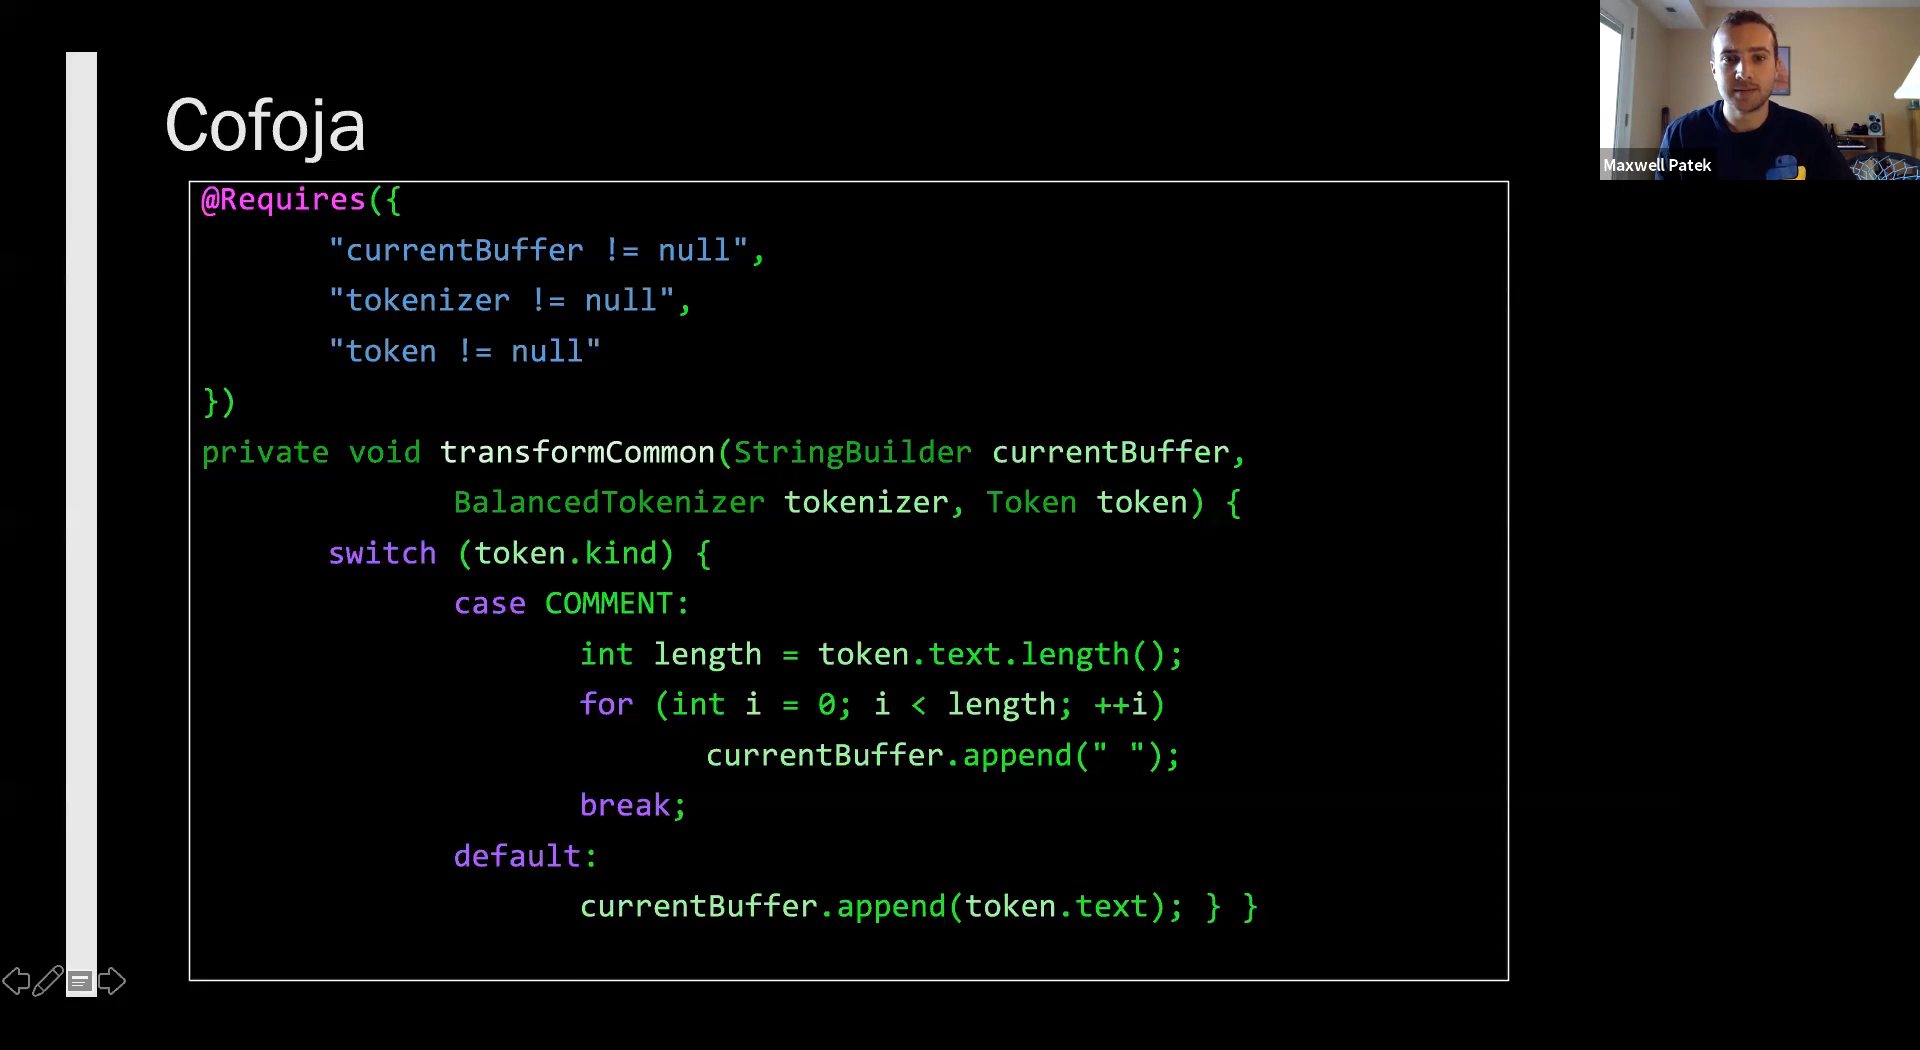 Cofoja
@Requires({
"currentBuffer != null",
"tokenizer != null",
"token != null"
})
private void transformCommon(StringBuilder currentBuffer,
BalancedTokenizer tokenizer, Token token) {
switch (token.kind) {
case COMMENT:
int length = token.text.length();
for (int i = 0; i < length; ++i)
currentBuffer.append(" ");
break;
default:
currentBuffer.append(token.text); } }
Maxwell Patek